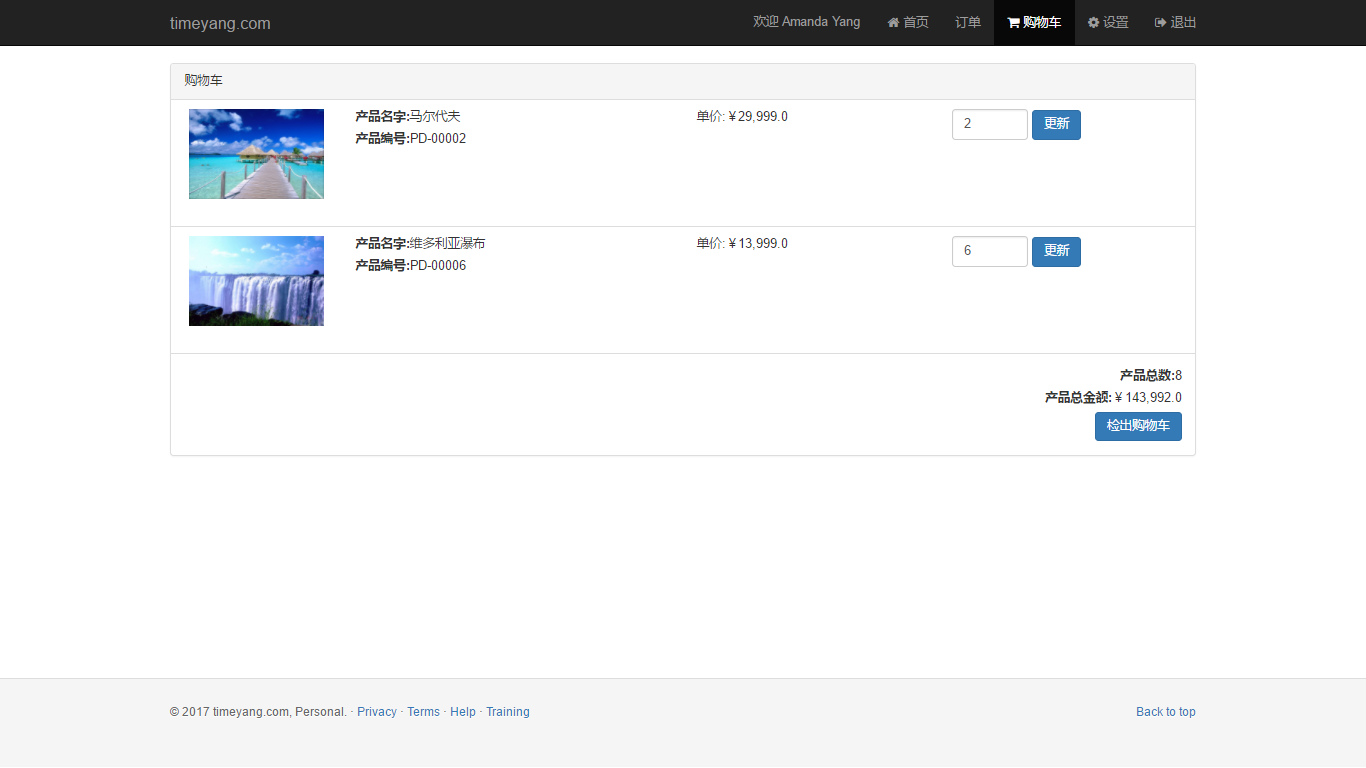 timeyang.com
欢迎 Amanda Yang
首页
订单
购物车
设置
退出
购物车
产品名字:马尔代夫
产品编号:PD-00002
单价: ¥ 29,999.0
2
更新
产品名字:维多利亚瀑布
产品编号:PD-00006
单价: ¥ 13,999.0
6
更新
产品总数:8
产品总金额: ¥ 143,992.0
检出购物车
© 2017 timeyang.com, Personal. · Privacy · Terms · Help · Training
Back to top